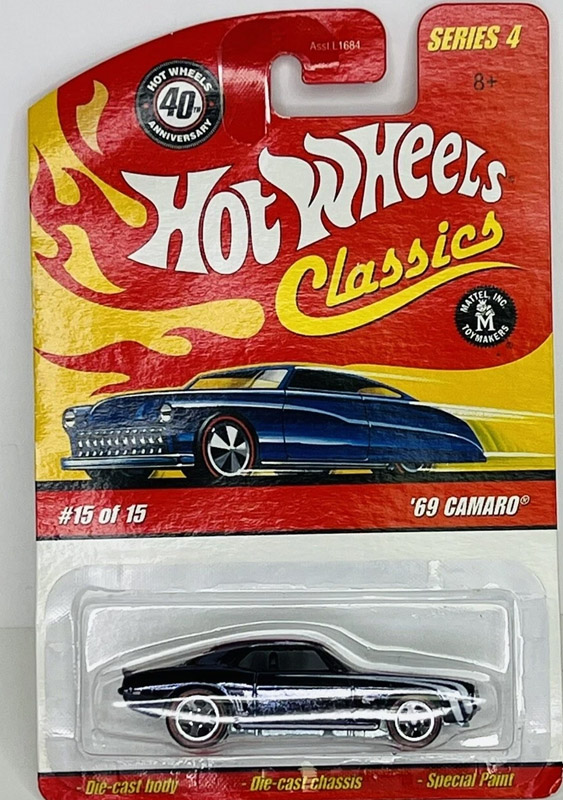 Asst.L1684
SERIES 4
8+
HOT WHEELS
40TH
ANNIVERSARY
Hot Wheels™
Classics
MATTEL, INC.
M
TOYMAKERS
#15 of 15
'69 CAMARO®
- Die-cast body - Die-cast chassis - Special Paint